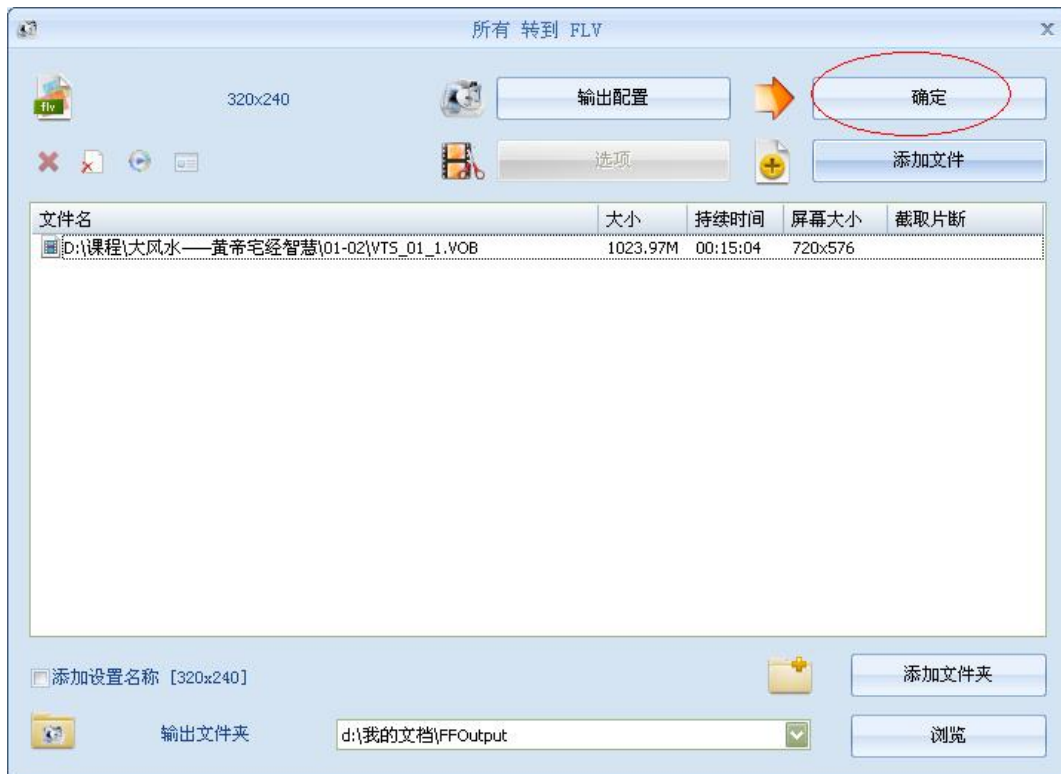 所有 转到 FLV
X
flv
320x240
输出配置
确定
选项
添加文件
文件名 大小 持续时间 屏幕大小 截取片断
D:\课程\大风水——黄帝宅经智慧\01-02\VTS_01_1.VOB 1023.97M 00:15:04 720x576
添加设置名称 [320x240]
添加文件夹
输出文件夹 d:\我的文档\FFOutput 浏览